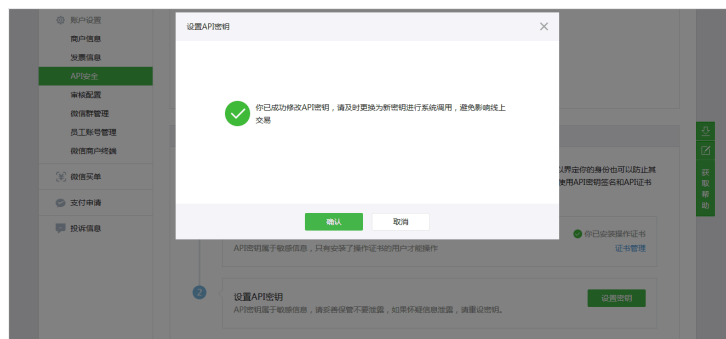 账户设置
商户信息
发票信息
API安全
审核配置
微信群管理
员工账号管理
微信商户终端
微信买单
支付申请
投诉信息
设置API密钥
你已成功修改API密钥，请及时更换为新密钥进行系统调用，避免影响线上
交易
确认
取消
以界定你的身份也可以防止其
使用API密钥签名和API证书
你已安装操作证书
API密钥属于敏感信息，只有安装了操作证书的用户才能操作
证书管理
2
设置API密钥
API密钥属于敏感信息，请妥善保管不要泄露，如果怀疑信息泄露，请重设密钥。
设置密钥
获
取
帮
助